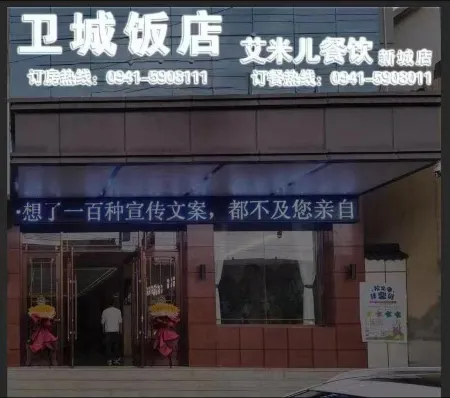 卫城饭店
艾米儿餐饮 新城店
订房热线：0941-5908111
订餐热线：0941-5908011
·想了一百种宣传文案，都不及您亲自